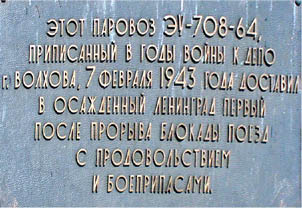 ЭТОТ ПАРОВОЗ ЭУ-708-64,
ПРИПИСАННЫЙ В ГОДЫ ВОЙНЫ К ДЕПО
г. ВОЛХОВА, 7 ФЕВРАЛЯ 1943 ГОДА ДОСТАВИЛ
В ОСАЖДЕННЫЙ ЛЕНИНГРАД ПЕРВЫЙ
ПОСЛЕ ПРОРЫВА БЛОКАДЫ ПОЕЗД
С ПРОДОВОЛЬСТВИЕМ
И БОЕПРИПАСАМИ.